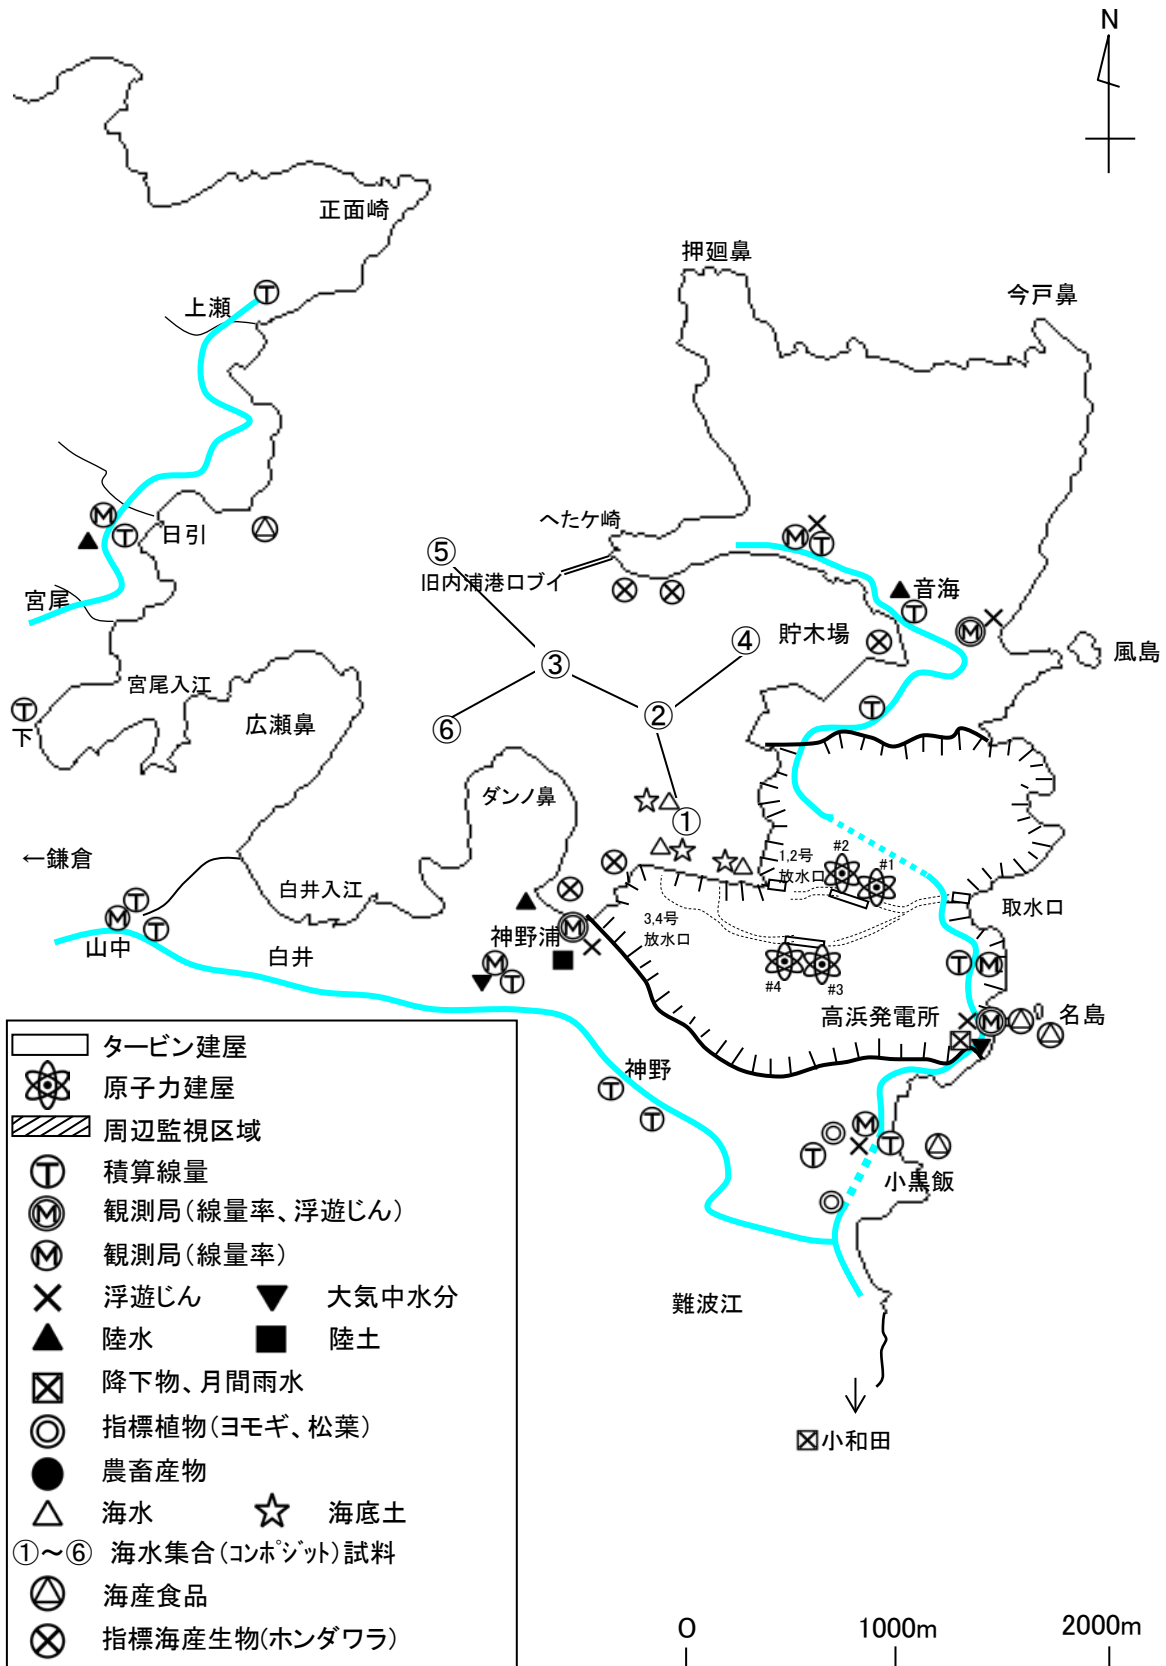 N
正面崎
押廻鼻
今戸鼻
上瀬
へたケ崎
日引
⑤
旧内浦港口ブイ
音海
宮尾
④
貯木場
③
風島
宮尾入江
②
広瀬鼻
⑥
下
ダンノ鼻
①
←鎌倉
#2
1,2号
放水口
#1
白井入江
取水口
3,4号
放水口
神野浦
山中
白井
#4
#3
高浜発電所
名島
神野
小黒飯
難波江
小和田
タービン建屋
原子力建屋
周辺監視区域
Ⓣ 積算線量
Ⓜ 観測局(線量率、浮遊じん)
Ⓜ 観測局(線量率)
× 浮遊じん ▼ 大気中水分
▲ 陸水 ■ 陸土
降下物、月間雨水
◎ 指標植物(ヨモギ、松葉)
● 農畜産物
△ 海水 ☆ 海底土
①～⑥ 海水集合(コンポジット)試料
海産食品
⊗ 指標海産生物(ホンダワラ)
O 1000m 2000m